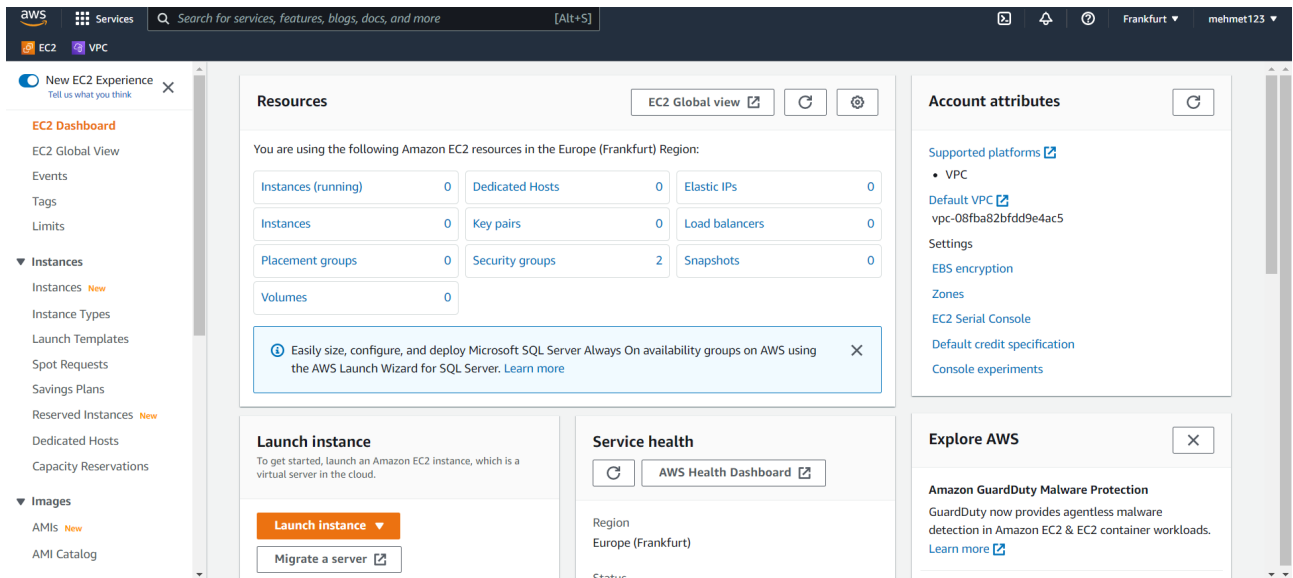 aws
Services
Search for services, features, blogs, docs, and more
[Alt+S]
Frankfurt
mehmet123
EC2
VPC
New EC2 Experience
Tell us what you think
EC2 Dashboard
EC2 Global View
Events
Tags
Limits
Instances
Instances New
Instance Types
Launch Templates
Spot Requests
Savings Plans
Reserved Instances New
Dedicated Hosts
Capacity Reservations
Images
AMIs New
AMI Catalog
Resources
EC2 Global view
You are using the following Amazon EC2 resources in the Europe (Frankfurt) Region:
Instances (running) 0
Dedicated Hosts 0
Elastic IPs 0
Instances 0
Key pairs 0
Load balancers 0
Placement groups 0
Security groups 2
Snapshots 0
Volumes 0
Easily size, configure, and deploy Microsoft SQL Server Always On availability groups on AWS using
the AWS Launch Wizard for SQL Server. Learn more
Launch instance
To get started, launch an Amazon EC2 instance, which is a
virtual server in the cloud.
Launch instance
Migrate a server
Service health
AWS Health Dashboard
Region
Europe (Frankfurt)
Status
Account attributes
Supported platforms
• VPC
Default VPC
vpc-08fba82bfdd9e4ac5
Settings
EBS encryption
Zones
EC2 Serial Console
Default credit specification
Console experiments
Explore AWS
Amazon GuardDuty Malware Protection
GuardDuty now provides agentless malware
detection in Amazon EC2 & EC2 container workloads.
Learn more